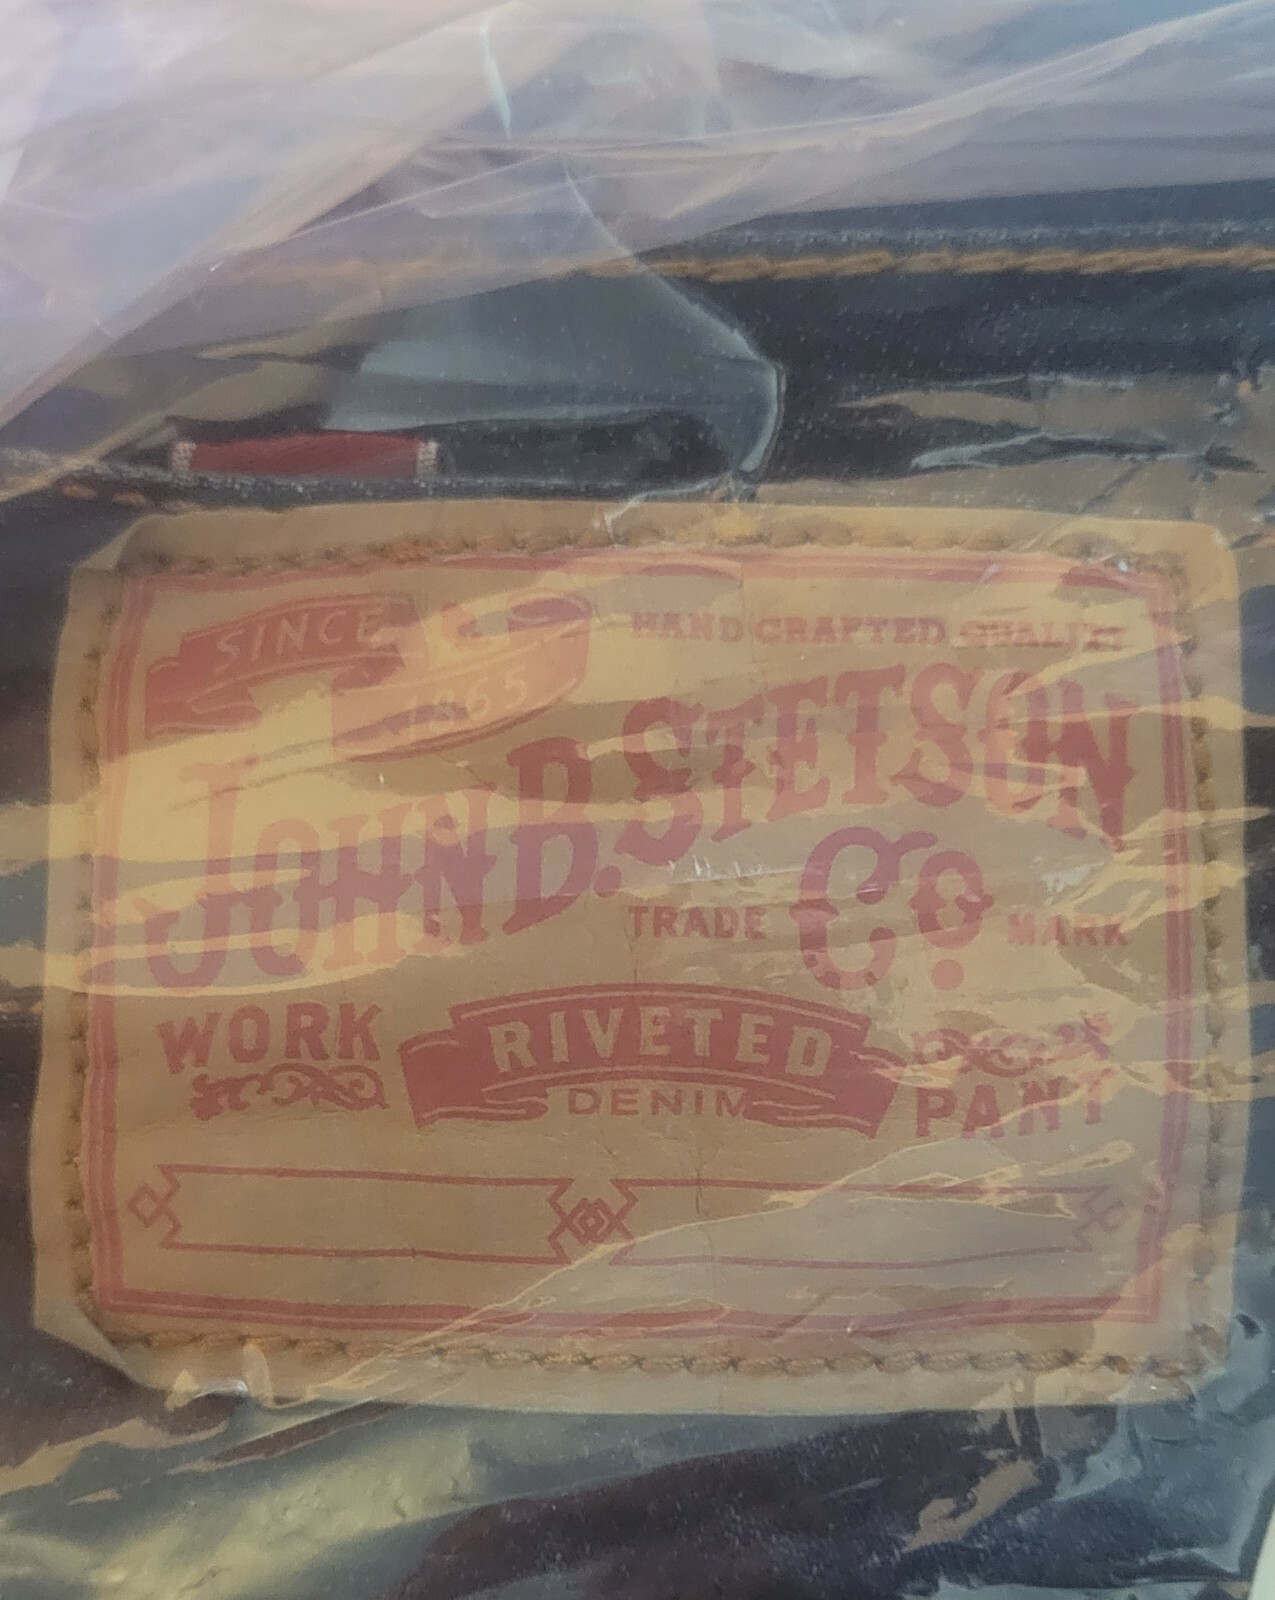 SINCE
1865
HAND CRAFTED QUALITY
JOHN B. STETSON
TRADE Co. MARK
WORK RIVETED PANT
DENIM